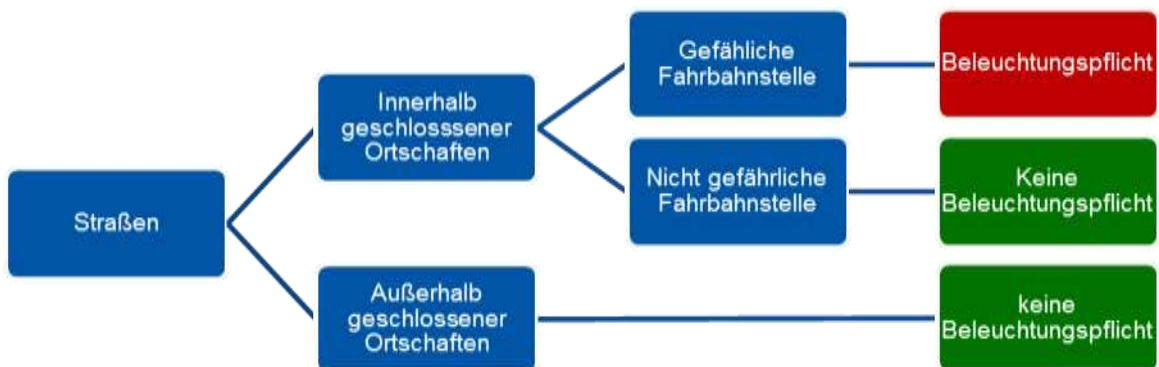 Straßen
Innerhalb
geschlosssener
Ortschaften
Gefähliche
Fahrbahnstelle
Beleuchtungspflicht
Nicht gefährliche
Fahrbahnstelle
Keine
Beleuchtungspflicht
Außerhalb
geschlossener
Ortschaften
keine
Beleuchtungspflicht